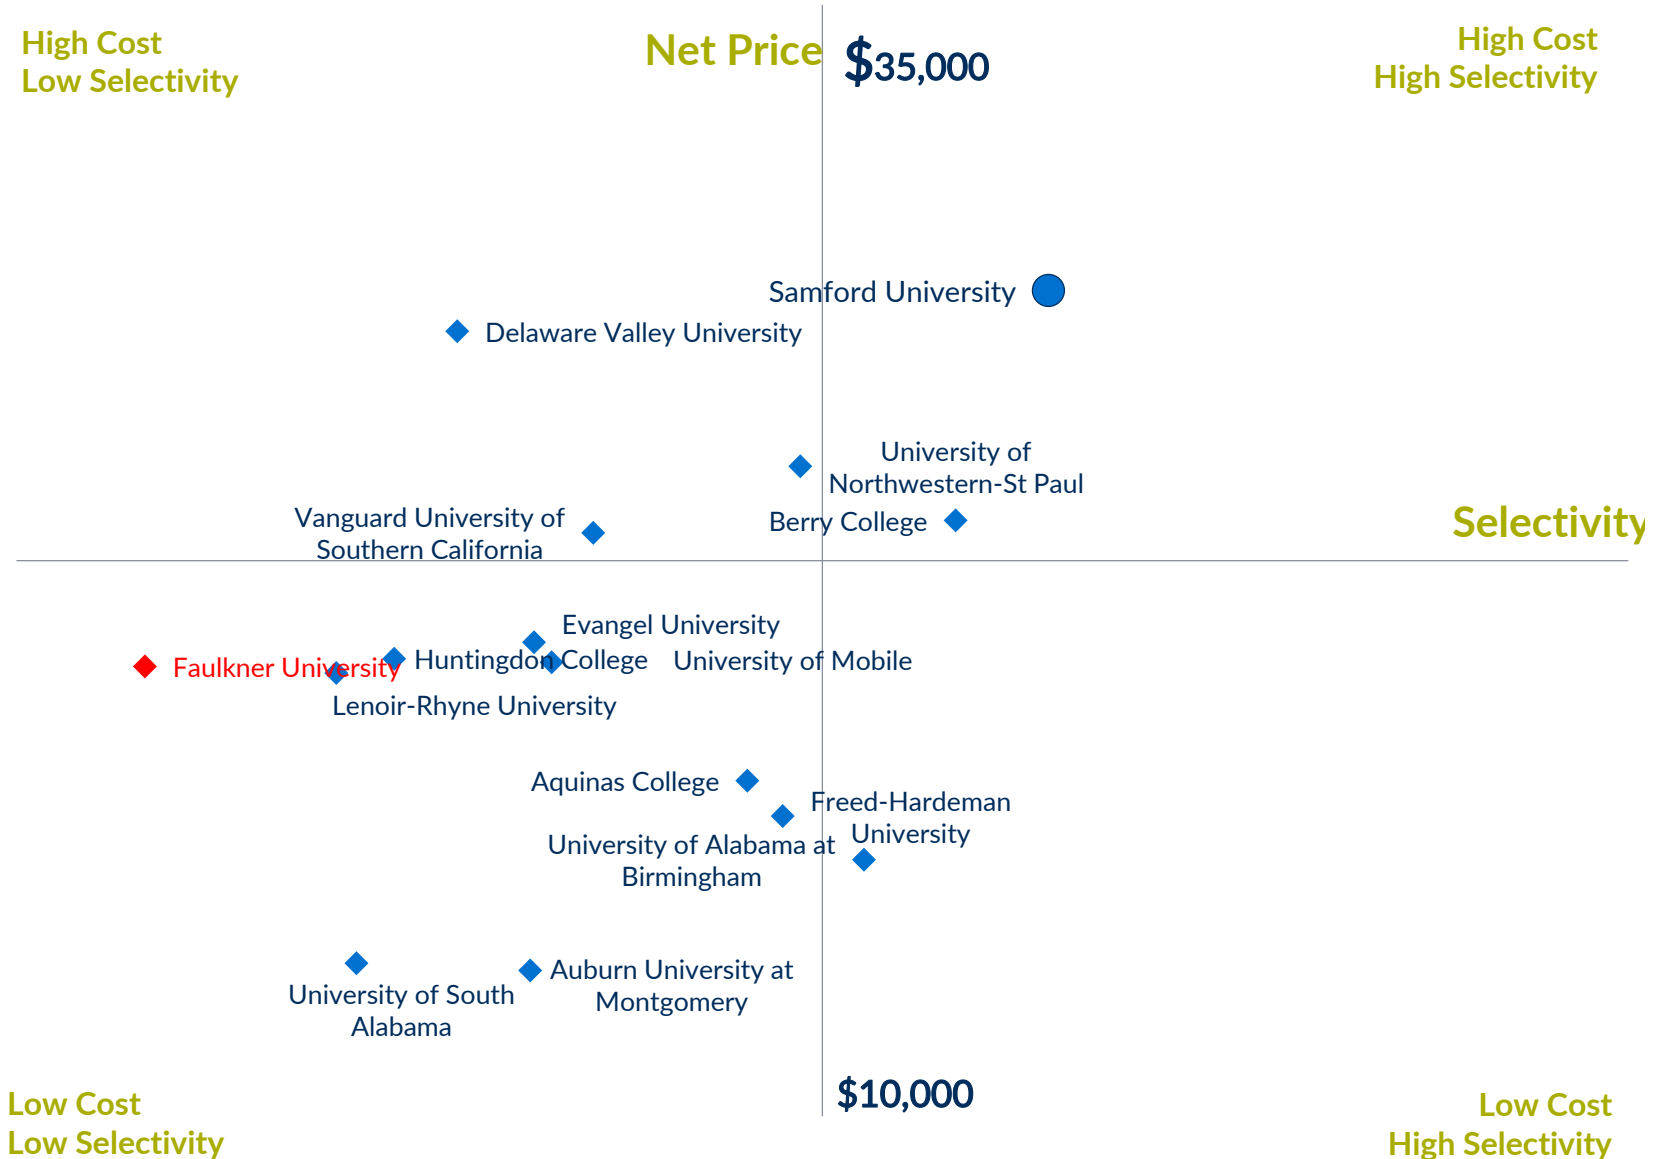 High Cost
Low Selectivity
Net Price
$35,000
High Cost
High Selectivity
Samford University
Delaware Valley University
University of
Northwestern-St Paul
Vanguard University of
Southern California
Berry College
Selectivity
Evangel University
Faulkner University
Huntingdon College
University of Mobile
Lenoir-Rhyne University
Aquinas College
Freed-Hardeman
University
University of Alabama at
Birmingham
University of South
Alabama
Auburn University at
Montgomery
$10,000
Low Cost
Low Selectivity
Low Cost
High Selectivity